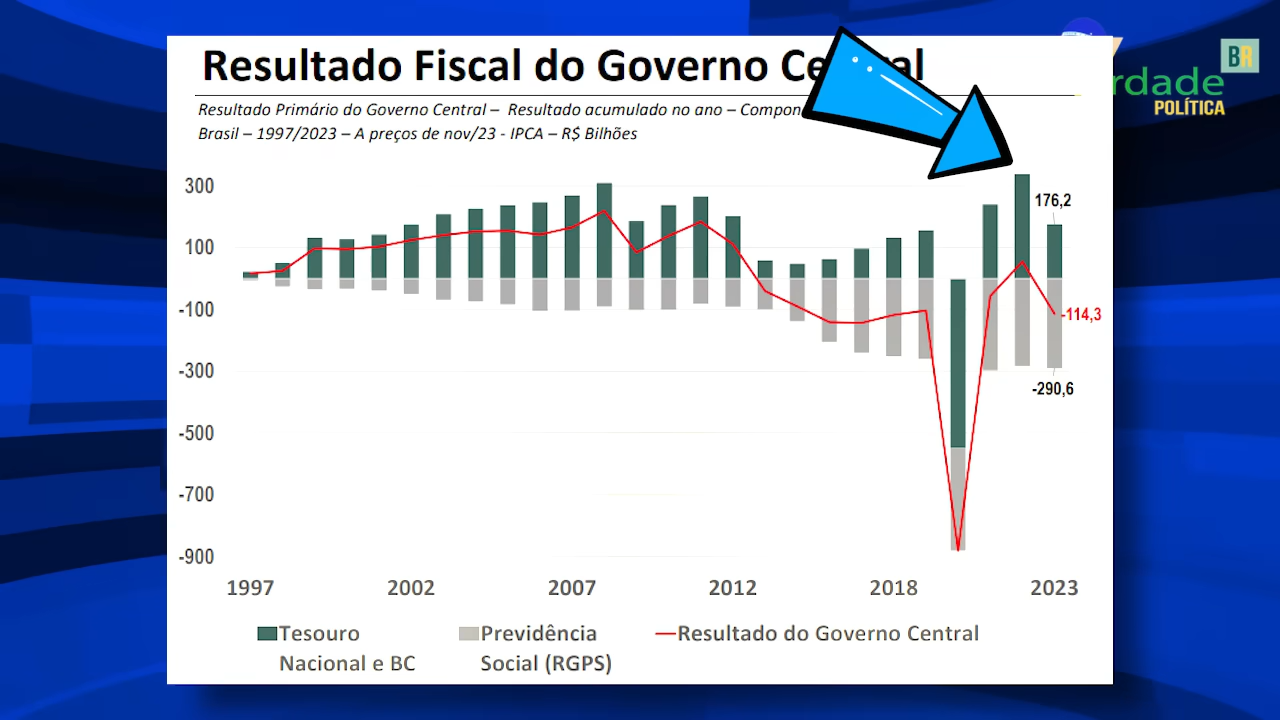 Resultado Fiscal do Governo Central
Resultado Primário do Governo Central – Resultado acumulado no ano –
Brasil – 1997/2023 – A preços de nov/23 - IPCA – R$ Bilhões
BR
rdade
POLÍTICA
300
100
-100
-300
-500
-700
-900
176,2
-114,3
-290,6
1997 2002 2007 2012 2018 2023
Tesouro
Nacional e BC
Previdência
Social (RGPS)
Resultado do Governo Central